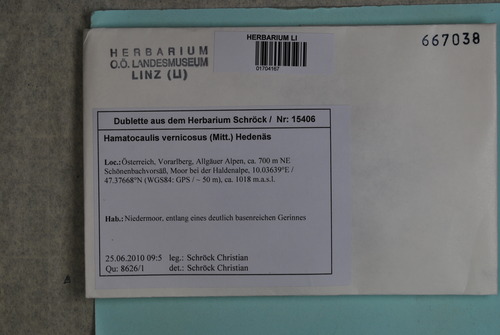 HERBARIUM
O.Ö. LANDESMUSEUM
LINZ (LI)
HERBARIUM LI
01704167
667038
Dublette aus dem Herbarium Schröck / Nr: 15406
Hamatocaulis vernicosus (Mitt.) Hedenäs
Loc.:Österreich, Vorarlberg, Allgäuer Alpen, ca. 700 m NE
Schönenbachvorsäß, Moor bei der Haldenalpe, 10.03639°E /
47.37668°N (WGS84: GPS / ~ 50 m), ca. 1018 m.a.s.l.
Hab.:Niedermoor, entlang eines deutlich basenreichen Gerinnes
25.06.2010 09:5 leg.: Schröck Christian
Qu: 8626/1 det.: Schröck Christian